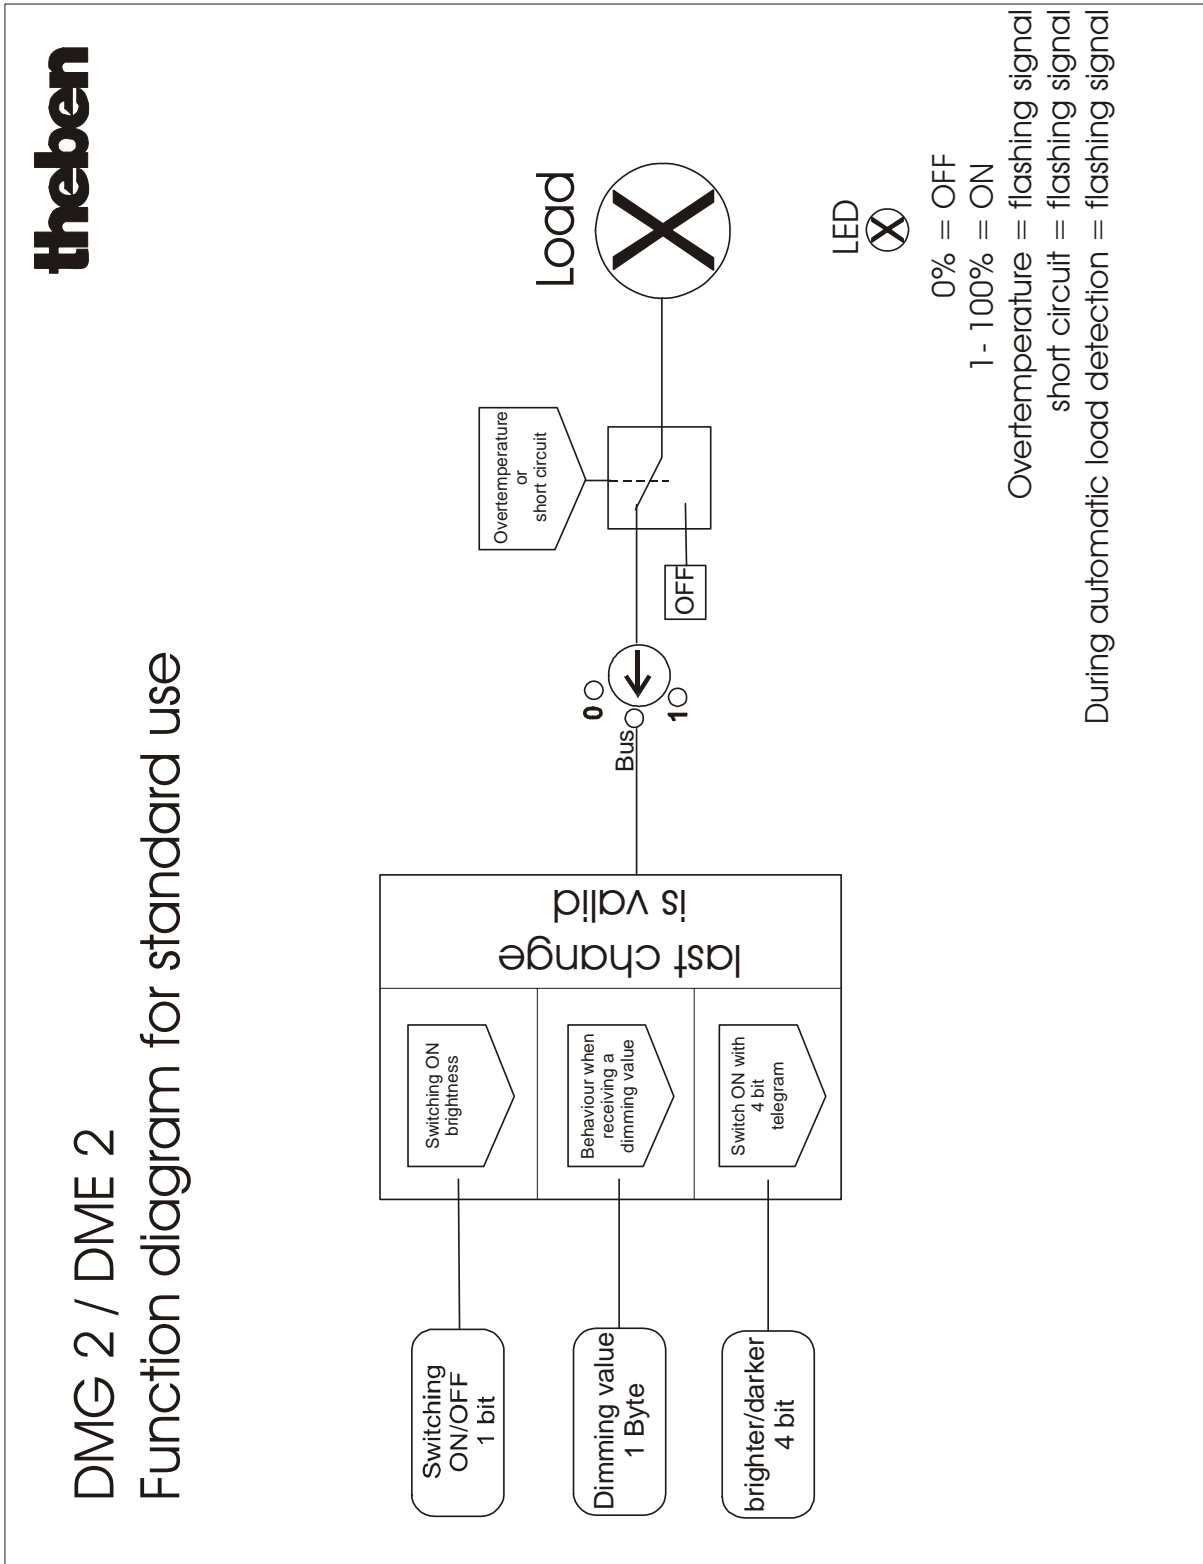 theben
DMG 2 / DME 2
Function diagram for standard use
Switching
ON/OFF
1 bit
Dimming value
1 Byte
brighter/darker
4 bit
Switching ON
brightness
Behaviour when
receiving a
dimming value
Switch ON with
4 bit
telegram
last change
is valid
Bus
0
1
OFF
Overtemperature
or
short circuit
Load
LED
0% = OFF
1- 100% = ON
Overtemperature = flashing signal
short circuit = flashing signal
During automatic load detection = flashing signal